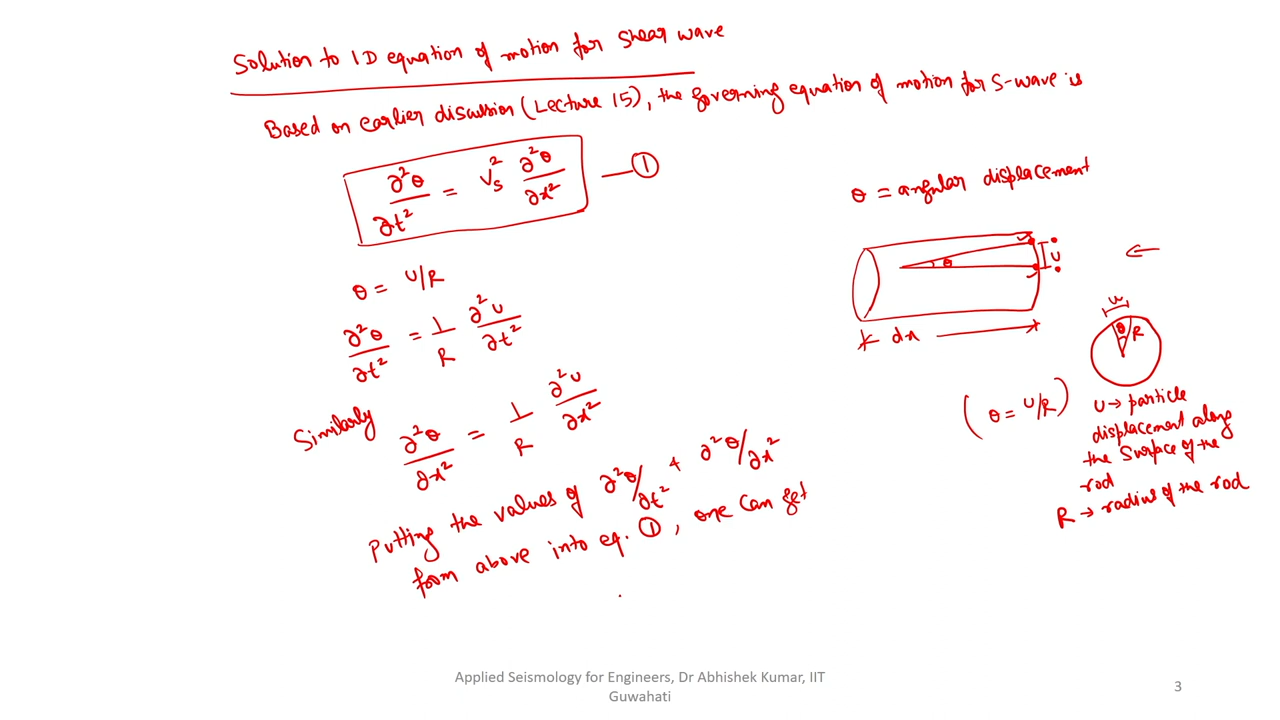 Solution to 1D equation of motion for shear wave
Based on earlier discussion (Lecture 15), the governing equation of motion for S-wave is
∂²θ/∂t² = Vs² ∂²θ/∂x² — ①
θ = angular displacement
θ = U/R
∂²θ/∂t² = 1/R ∂²U/∂t²
Similarly ∂²θ/∂x² = 1/R ∂²U/∂x²
Putting the values of ∂²θ/∂t² & ∂²θ/∂x²
from above into eq. ①, one can get
θ
U
dx
u
θ
R
(θ = U/R)
U → particle
displacement along
the surface of the
rod
R → radius of the rod
Applied Seismology for Engineers, Dr Abhishek Kumar, IIT
Guwahati
3